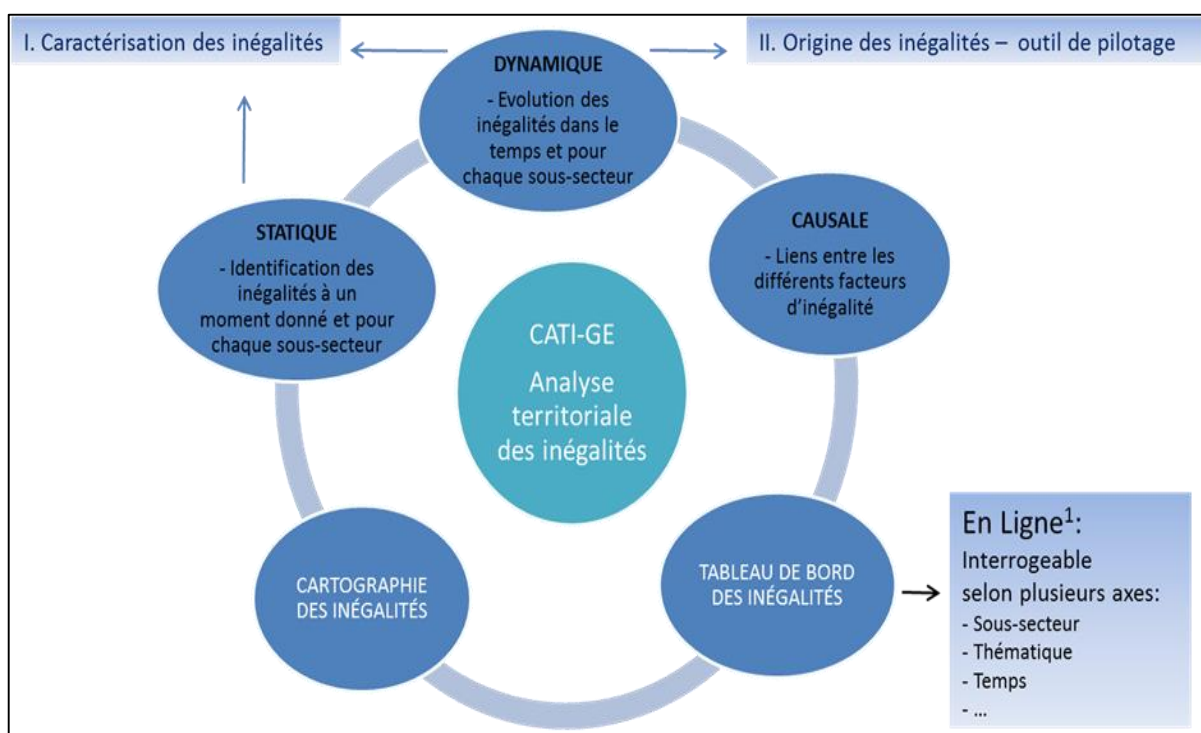 I. Caractérisation des inégalités
II. Origine des inégalités – outil de pilotage
DYNAMIQUE
- Evolution des
inégalités dans le
temps et pour
chaque sous-secteur
STATIQUE
- Identification des
inégalités à un
moment donné et pour
chaque sous-secteur
CAUSALE
- Liens entre les
différents facteurs
d’inégalité
CATI-GE
Analyse
territoriale
des inégalités
CARTOGRAPHIE
DES INÉGALITÉS
TABLEAU DE BORD
DES INÉGALITÉS
En Ligne¹:
Interrogeable
selon plusieurs axes:
- Sous-secteur
- Thématique
- Temps
- ...